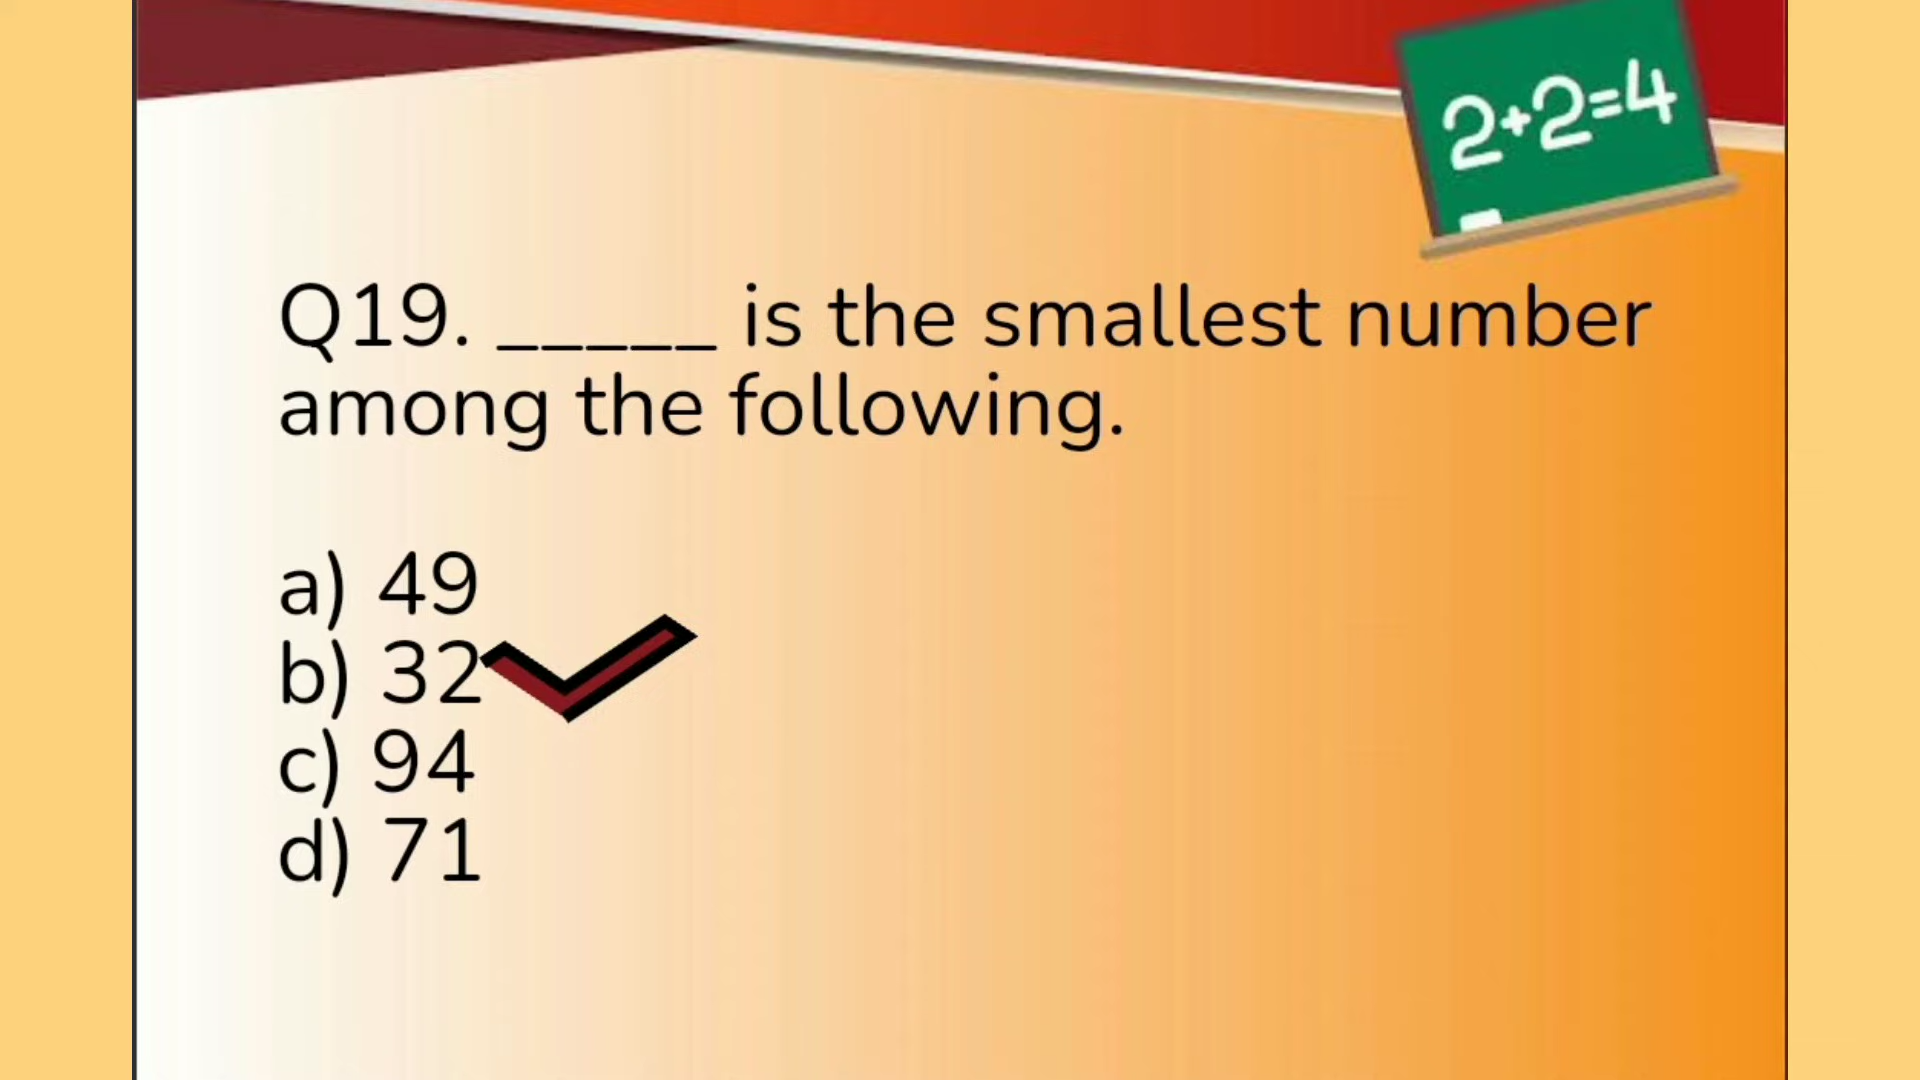 2+2=4
Q19. _____ is the smallest number
among the following.
a) 49
b) 32
c) 94
d) 71